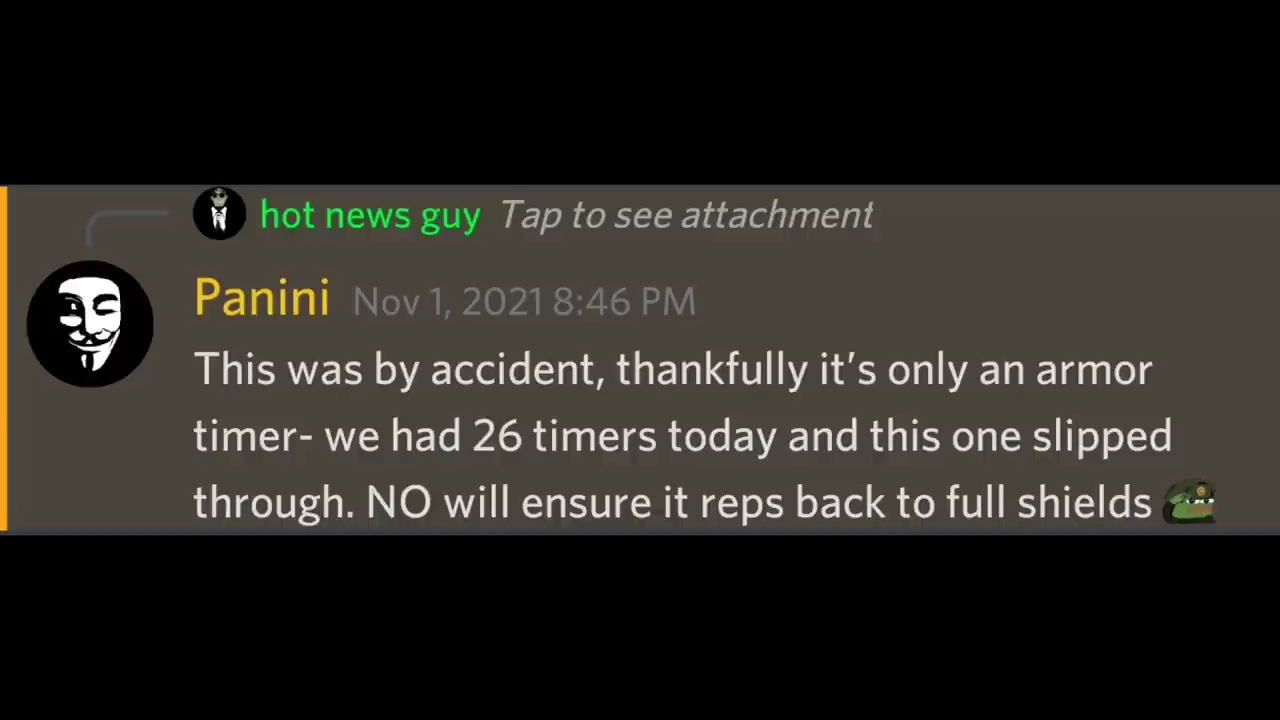 hot news guy Tap to see attachment
Panini Nov 1, 2021 8:46 PM
This was by accident, thankfully it’s only an armor
timer- we had 26 timers today and this one slipped
through. NO will ensure it reps back to full shields